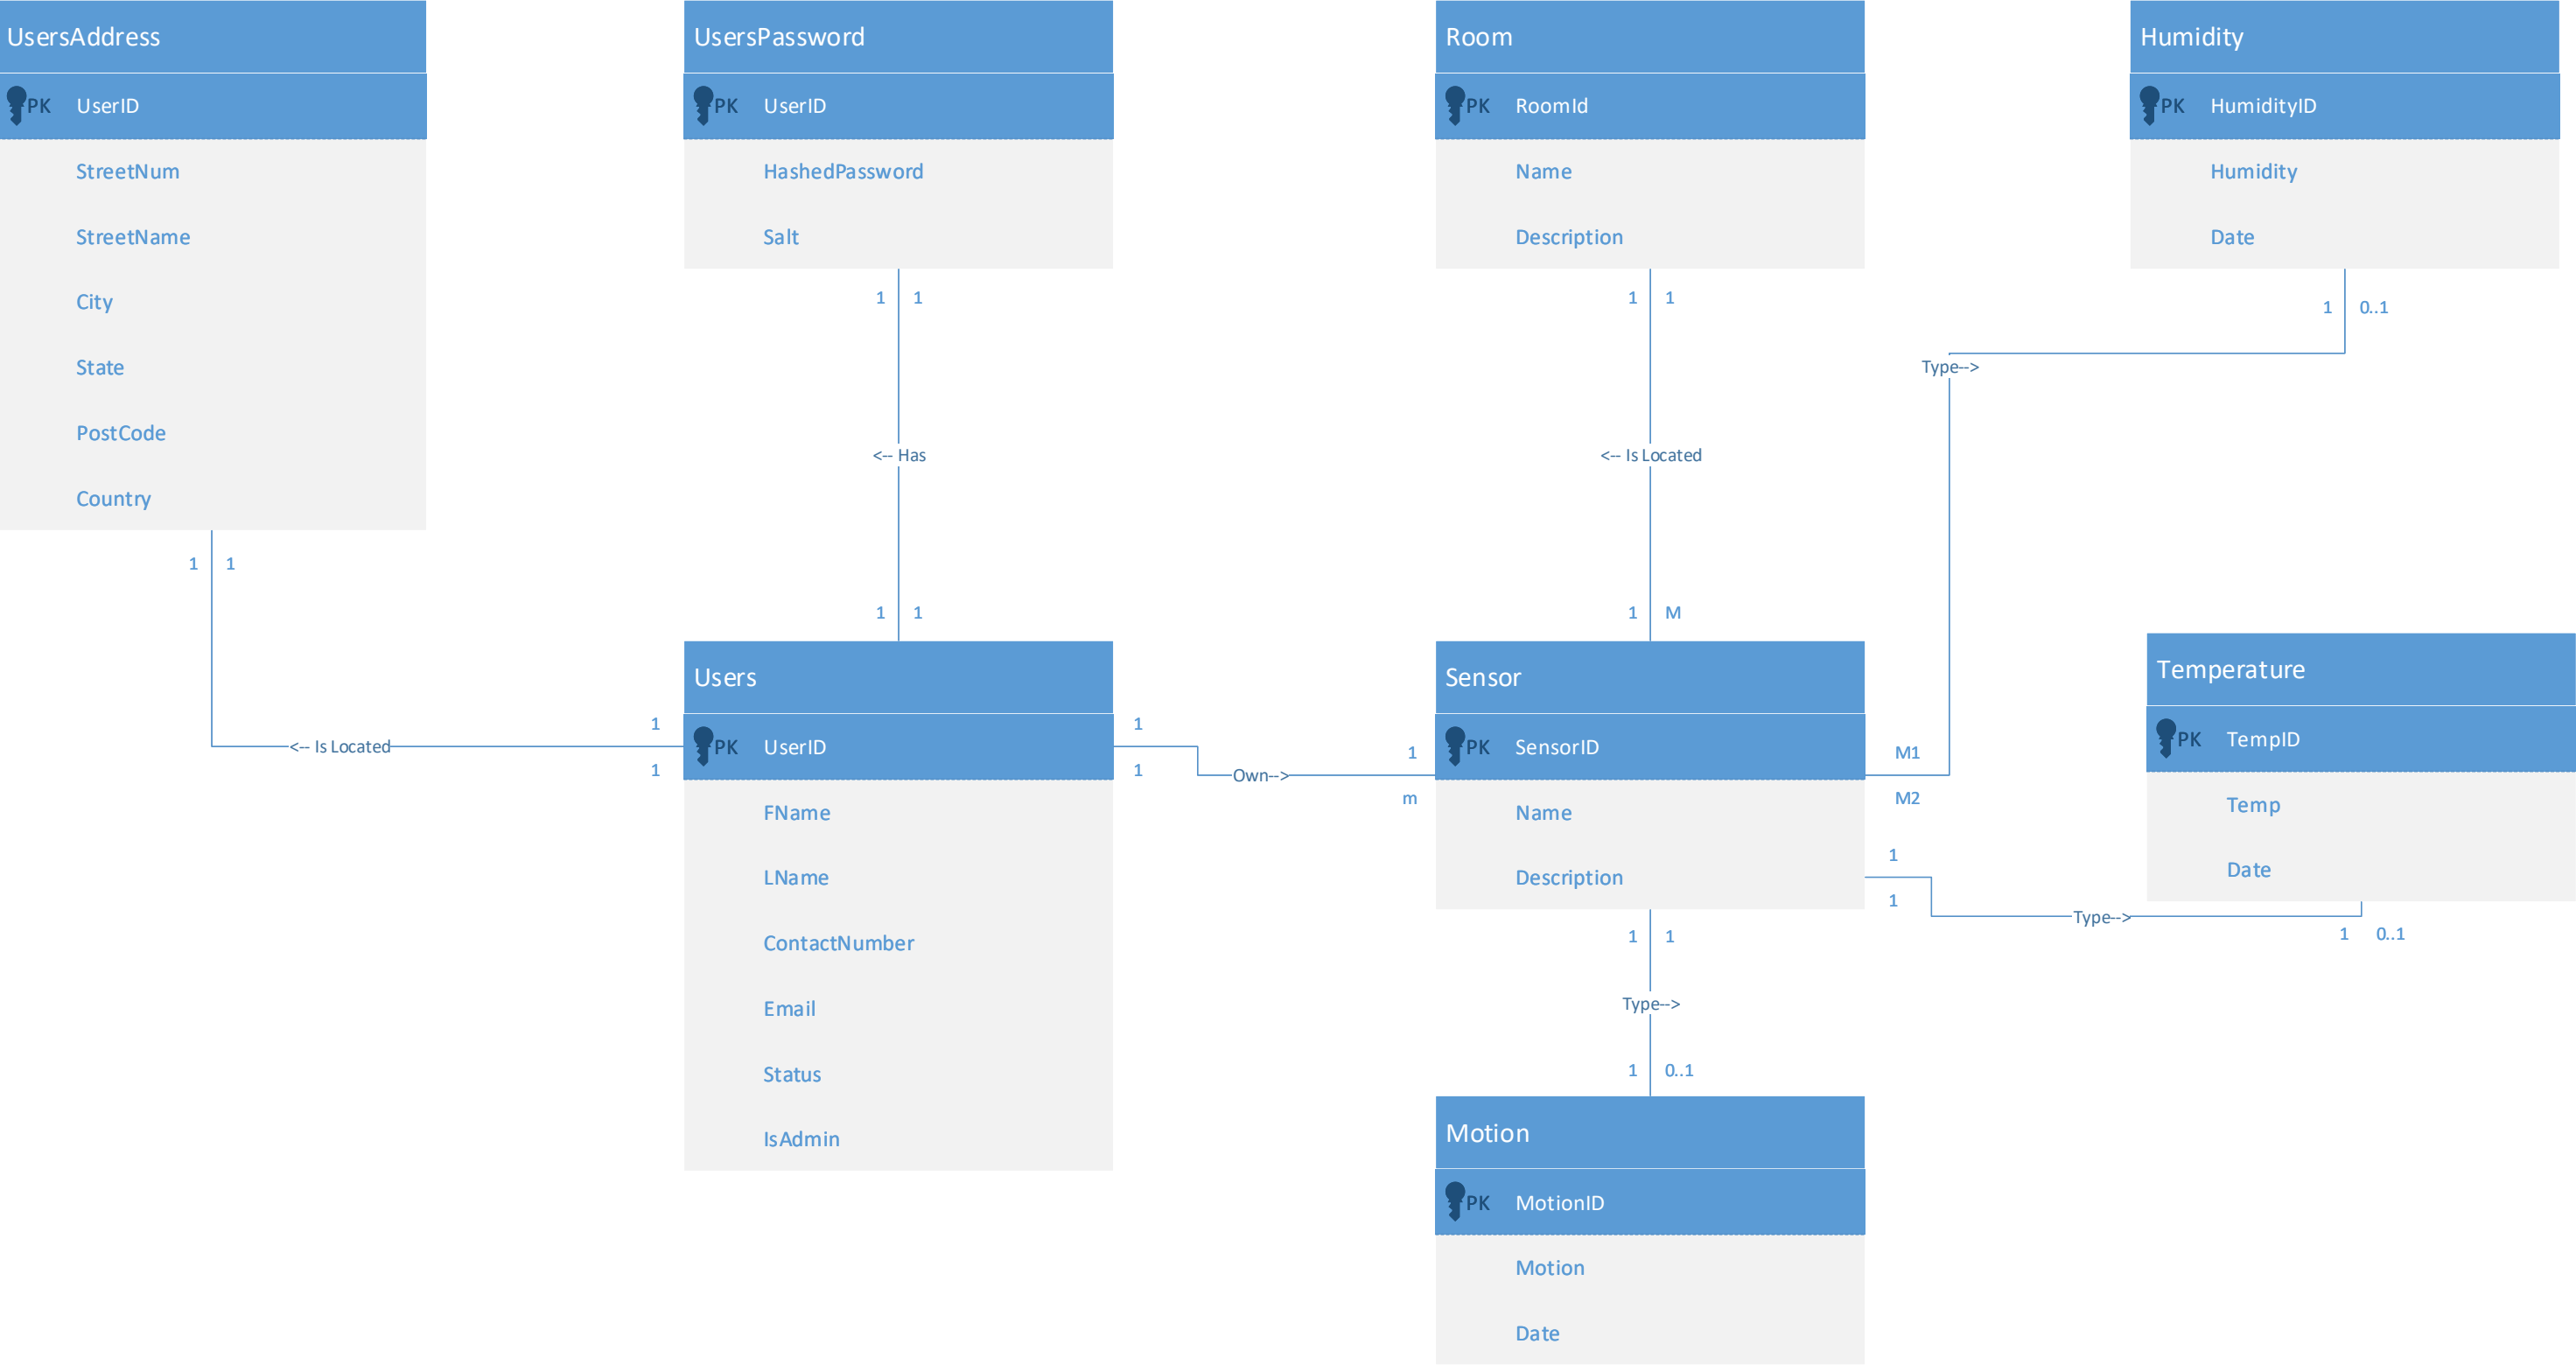 UsersAddress
PK UserID
StreetNum
StreetName
City
State
PostCode
Country
1 1
<-- Is Located
1
1
UsersPassword
PK UserID
HashedPassword
Salt
1 1
<-- Has
1 1
Users
PK UserID
FName
LName
ContactNumber
Email
Status
IsAdmin
1
1
Own-->
1
m
Room
PK RoomId
Name
Description
1 1
<-- Is Located
1 M
Sensor
PK SensorID
Name
Description
1 1
Type-->
1 0..1
Motion
PK MotionID
Motion
Date
Humidity
PK HumidityID
Humidity
Date
1 0..1
Type-->
M1
M2
Temperature
PK TempID
Temp
Date
1
1
Type-->
1 0..1